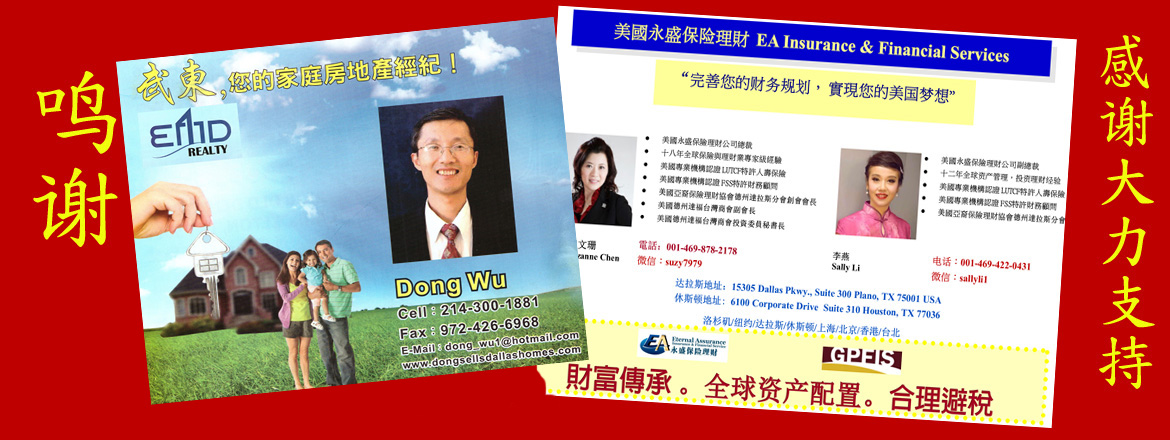 鸣谢
武東,您的家庭房地產經紀！
REALTY
Dong Wu
Cell：214-300-1881
Fax：972-426-6968
E-Mail：dong_wu1@hotmail.com
www.dongsellsdallashomes.com
美國永盛保险理財 EA Insurance & Financial Services
“完善您的财务规划， 實現您的美国梦想”
• 美國永盛保險理財公司總裁
• 十八年全球保險與理財業專家級經驗
• 美國專業機構認證 LUTCF特許人壽保險
• 美國專業機構認證 FSS特許財務顧問
• 美國亞裔保險理財協會德州達拉斯分會創會會長
• 美國德州達福台灣商會副會長
• 美國德州達福台灣商會投資委員秘書長
文珊
zanne Chen
電話：001-469-878-2178
微信：suzy7979
• 美國永盛保險理財公司副總裁
• 十二年全球资产管理，投资理财经验
• 美國專業機構認證 LUTCF特許人壽保險
• 美國專業機構認證 FSS特許財務顧問
• 美國亞裔保險理財協會德州達拉斯分會
李燕
Sally Li
电话：001-469-422-0431
微信：sallyli1
达拉斯地址：15305 Dallas Pkwy., Suite 300 Plano, TX 75001 USA
休斯顿地址: 6100 Corporate Drive Suite 310 Houston, TX 77036
洛杉矶/纽约/达拉斯/休斯顿/上海/北京/香港/台北
EA Eternal Assurance
Insurance & Financial Service
永盛保险理财
GPFIS
財富傳承 。全球资产配置。合理避税
感谢大力支持